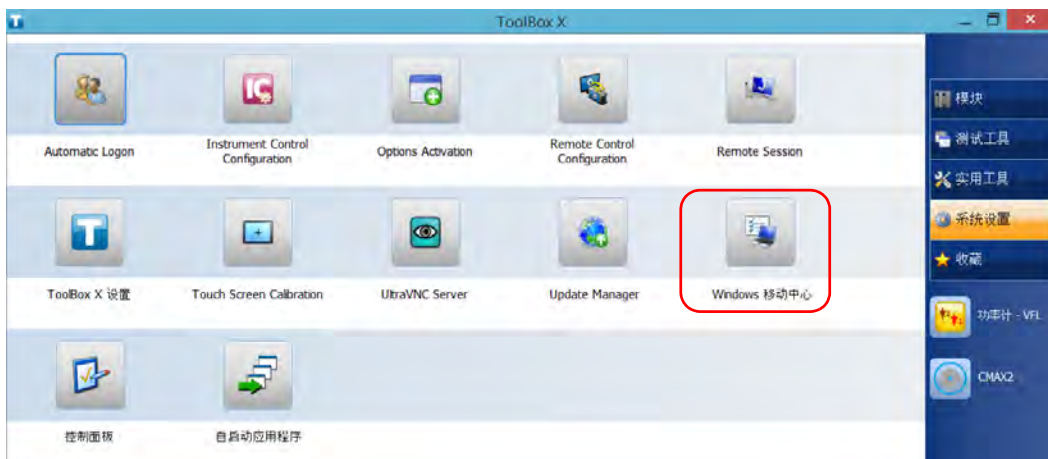 ToolBox X
Automatic Logon
Instrument Control
Configuration
Options Activation
Remote Control
Configuration
Remote Session
ToolBox X 设置
Touch Screen Calibration
UltraVNC Server
Update Manager
Windows 移动中心
控制面板
自启动应用程序
模块
测试工具
实用工具
系统设置
收藏
功率计 - VFL
CMAX2